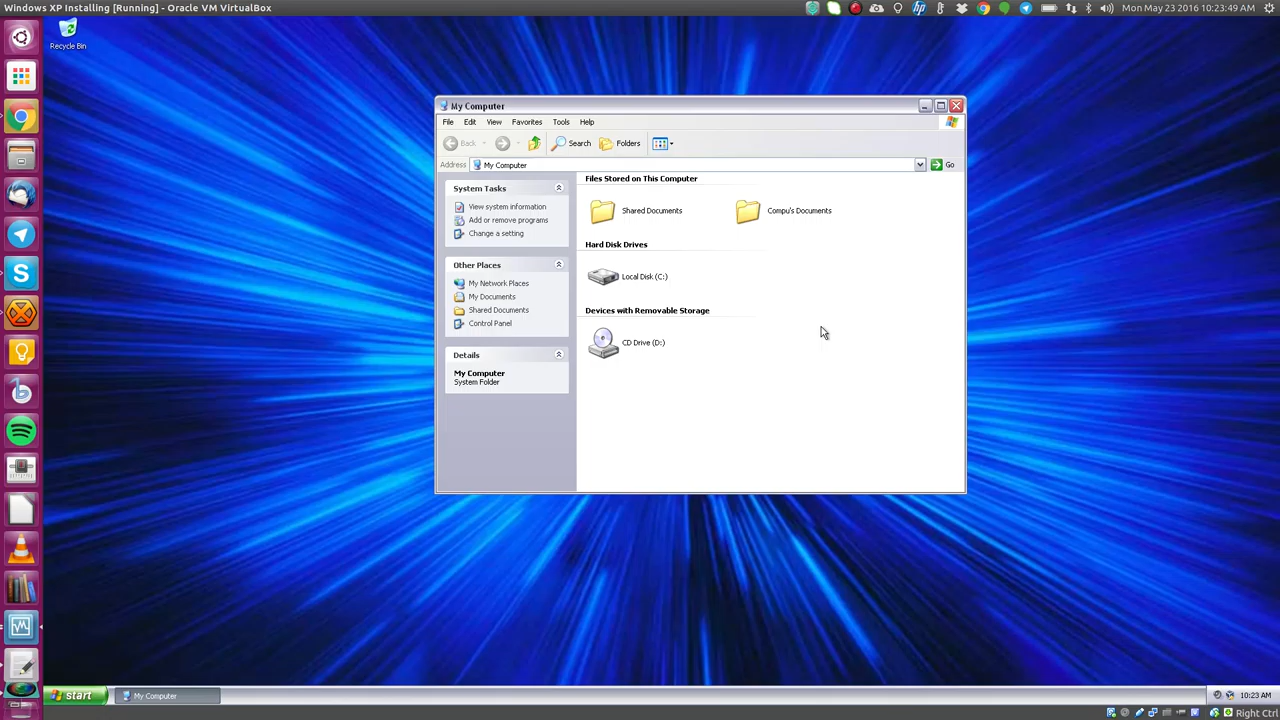 Windows XP Installing [Running] - Oracle VM VirtualBox
Mon May 23 2016 10:23:49 AM
Recycle Bin
My Computer
File Edit View Favorites Tools Help
Back Search Folders
Address My Computer Go
System Tasks
View system information
Add or remove programs
Change a setting
Other Places
My Network Places
My Documents
Shared Documents
Control Panel
Details
My Computer
System Folder
Files Stored on This Computer
Shared Documents Compu's Documents
Hard Disk Drives
Local Disk (C:)
Devices with Removable Storage
CD Drive (D:)
start My Computer 10:23 AM
Right Ctrl